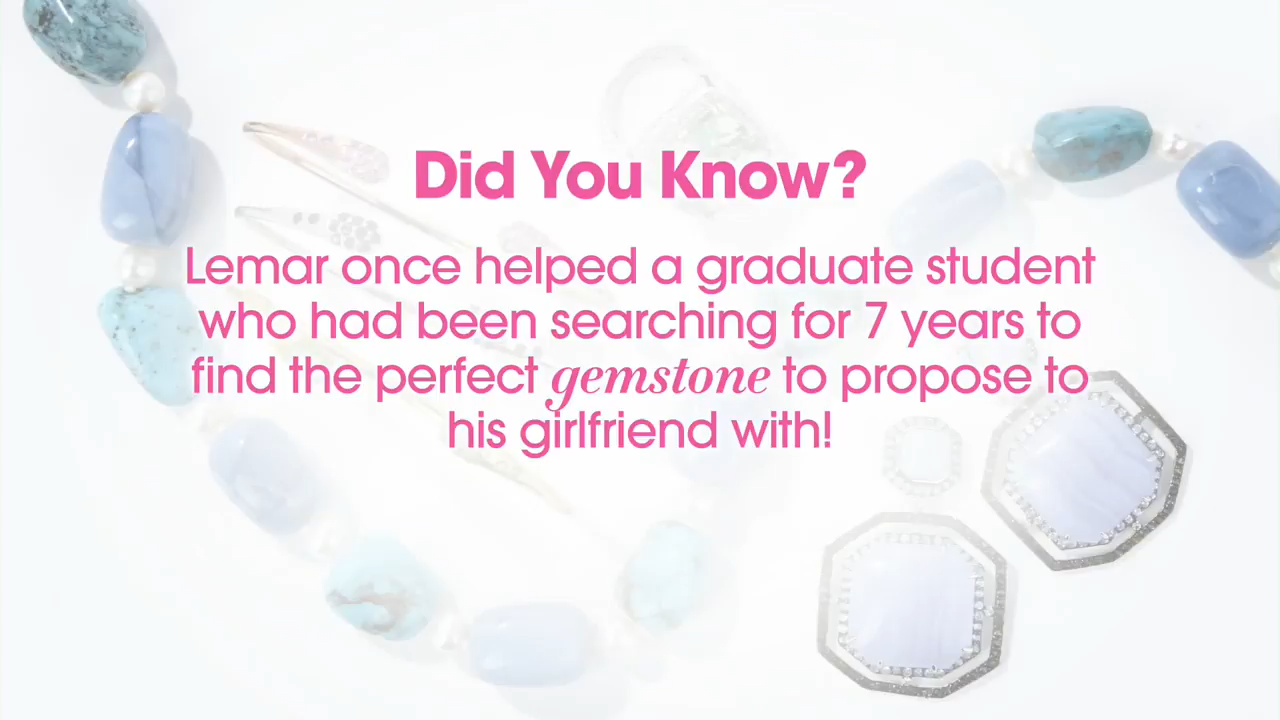 Did You Know?
Lemar once helped a graduate student
who had been searching for 7 years to
find the perfect gemstone to propose to
his girlfriend with!